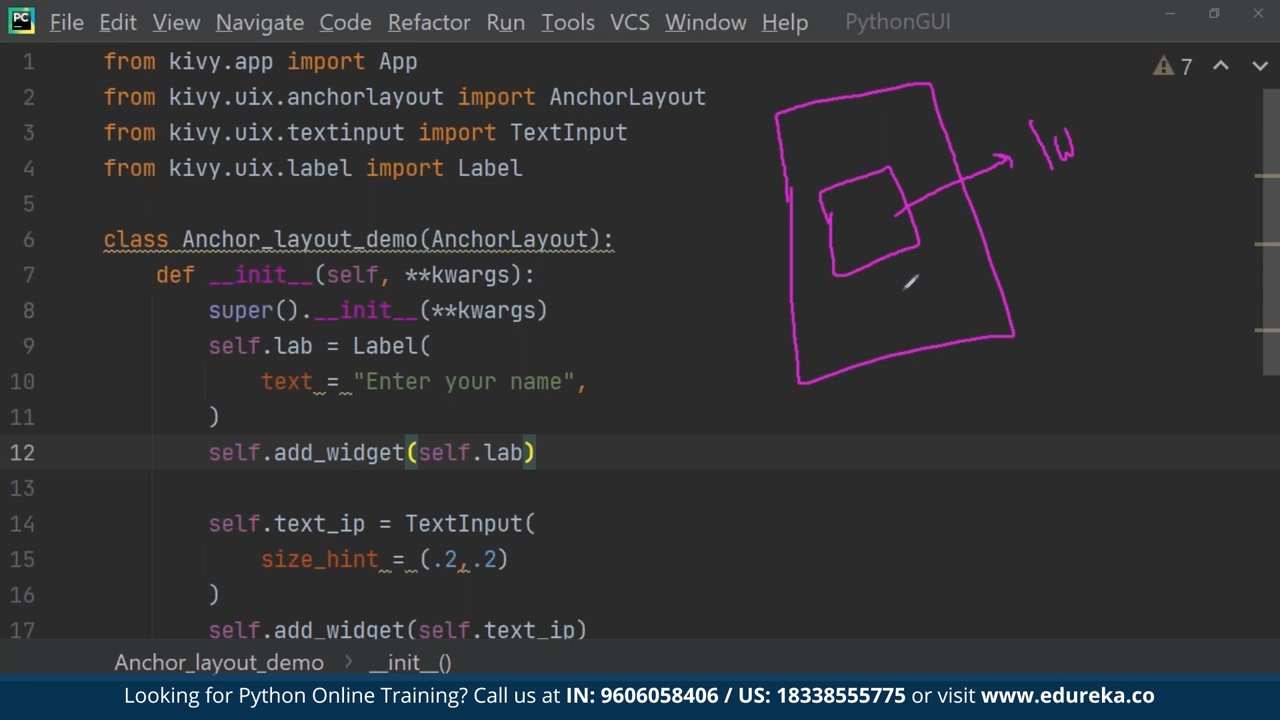 File Edit View Navigate Code Refactor Run Tools VCS Window Help PythonGUI
1 from kivy.app import App
2 from kivy.uix.anchorlayout import AnchorLayout
3 from kivy.uix.textinput import TextInput
4 from kivy.uix.label import Label
5
6 class Anchor_layout_demo(AnchorLayout):
7 def __init__(self, **kwargs):
8 super().__init__(**kwargs)
9 self.lab = Label(
10 text = "Enter your name",
11 )
12 self.add_widget(self.lab)
13
14 self.text_ip = TextInput(
15 size_hint = (.2,.2)
16 )
17 self.add_widget(self.text_ip)
7
Anchor_layout_demo > __init__()
Looking for Python Online Training? Call us at IN: 9606058406 / US: 18338555775 or visit www.edureka.co